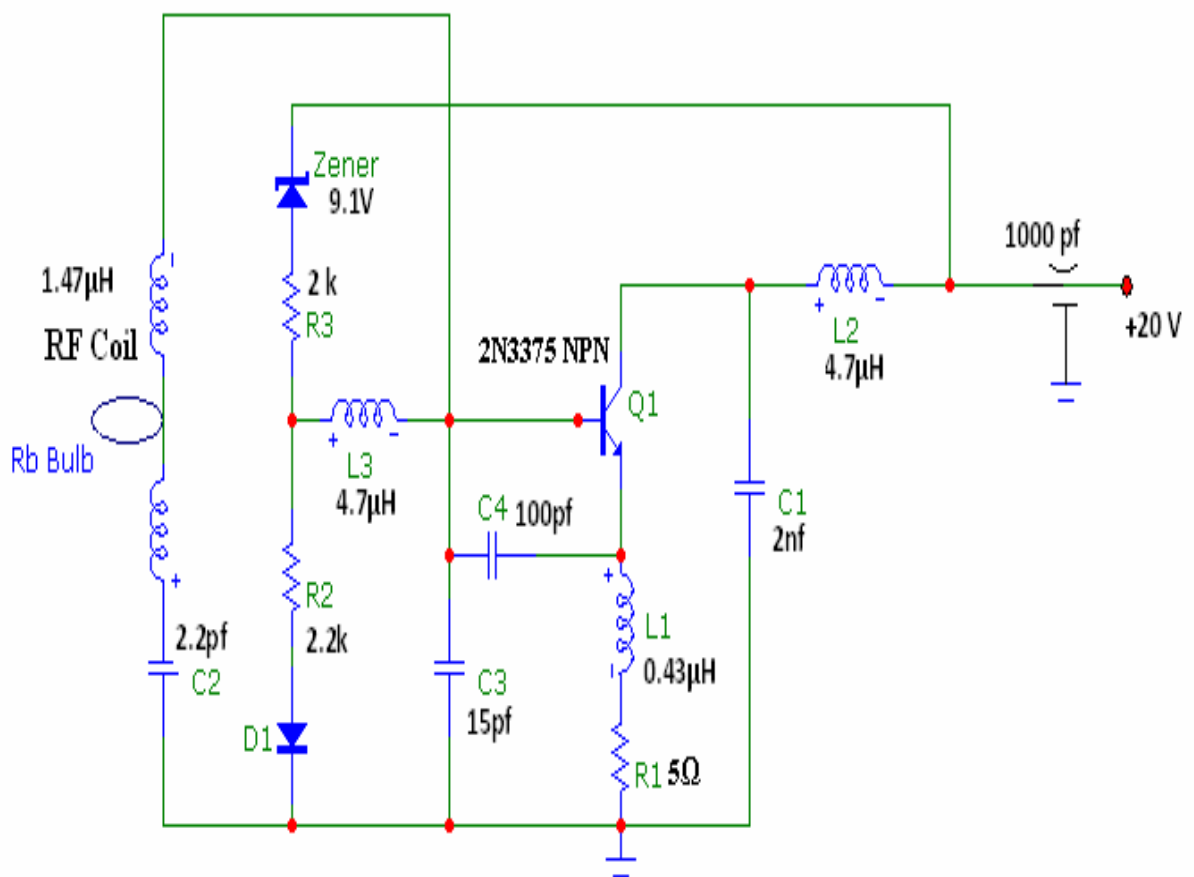 Zener
9.1V
1000 pf
1.47µH
RF Coil
2 k
R3
+20 V
L2
4.7µH
2N3375 NPN
Q1
Rb Bulb
L3
4.7µH
C4
100pf
C1
2nf
R2
2.2k
L1
0.43µH
2.2pf
C2
C3
15pf
D1
R1 5Ω